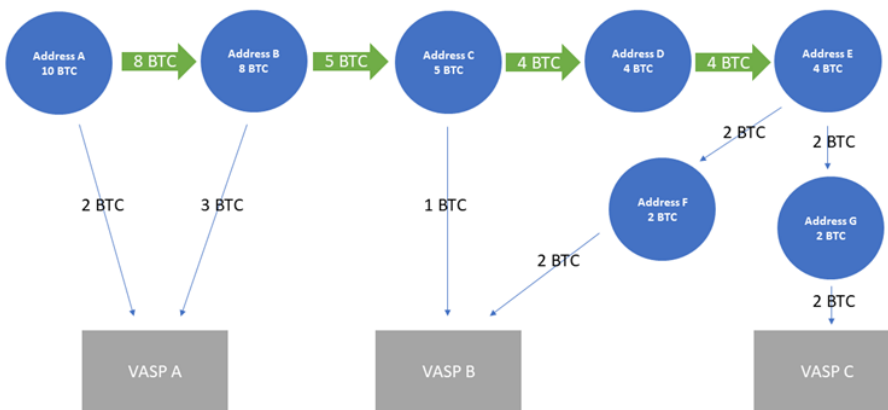 Address A
10 BTC
8 BTC
Address B
8 BTC
5 BTC
Address C
5 BTC
4 BTC
Address D
4 BTC
4 BTC
Address E
4 BTC
2 BTC
2 BTC
2 BTC
3 BTC
1 BTC
Address F
2 BTC
Address G
2 BTC
2 BTC
2 BTC
VASP A
VASP B
VASP C